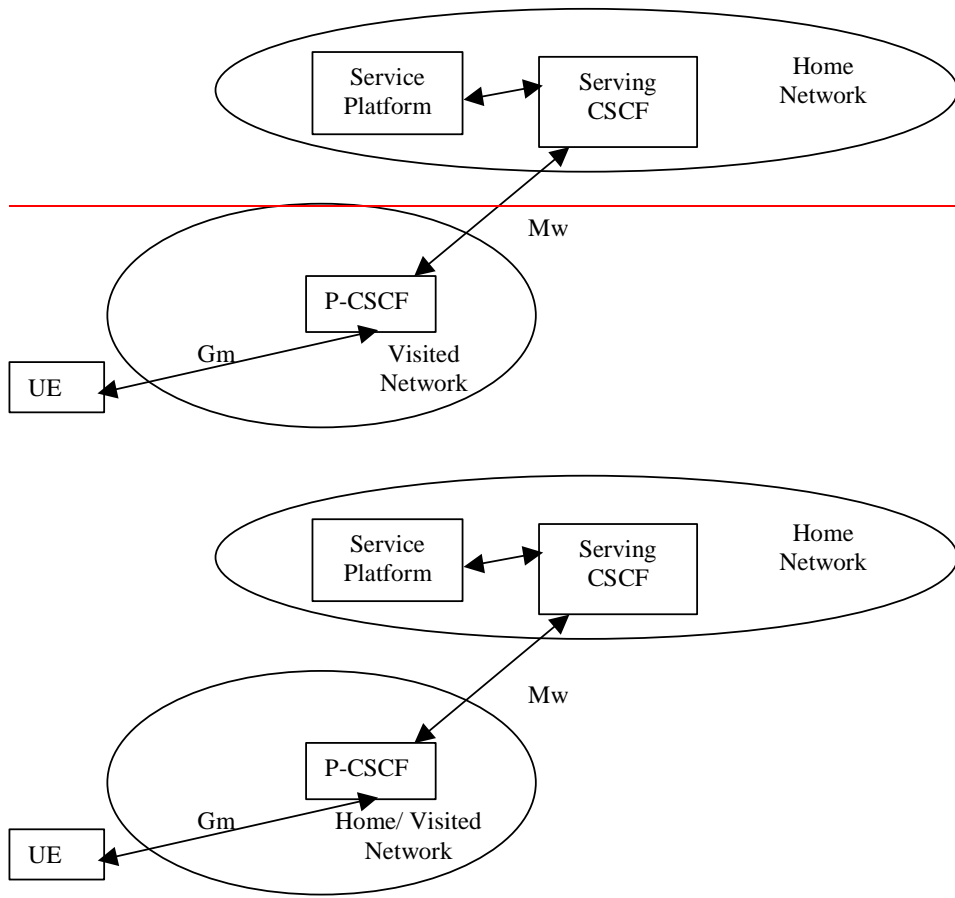 Service
Platform
Serving
CSCF
Home
Network
Mw
P-CSCF
Gm
Visited
Network
UE
Service
Platform
Serving
CSCF
Home
Network
Mw
P-CSCF
Gm
Home/ Visited
Network
UE